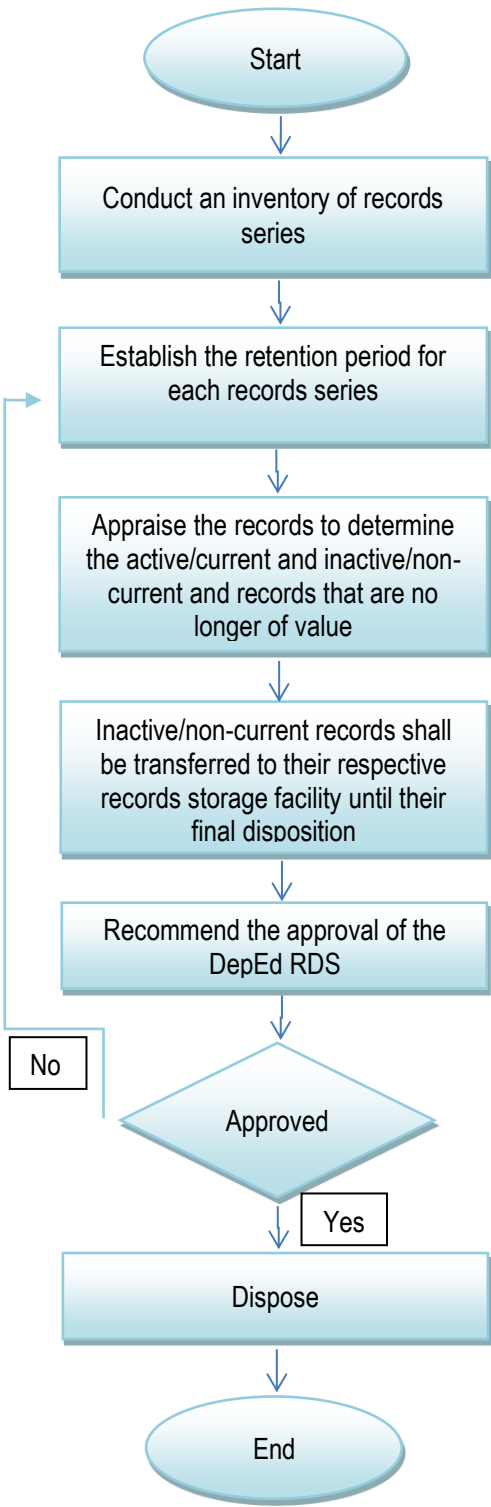 Start
Conduct an inventory of records
series
Establish the retention period for
each records series
Appraise the records to determine
the active/current and inactive/non-
current and records that are no
longer of value
Inactive/non-current records shall
be transferred to their respective
records storage facility until their
final disposition
Recommend the approval of the
DepEd RDS
No
Approved
Yes
Dispose
End